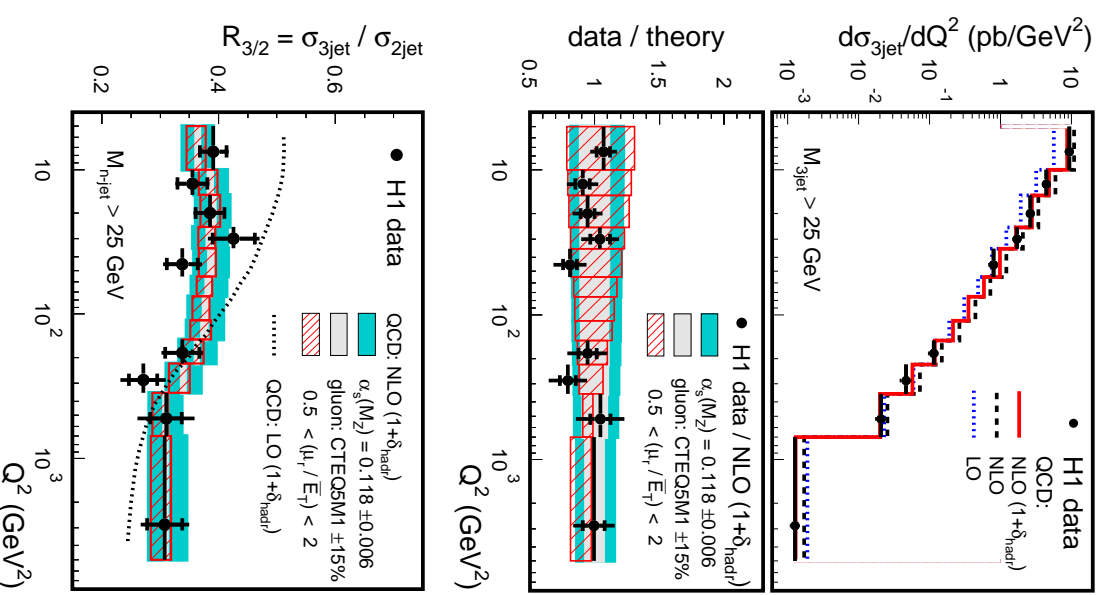 dσ3jet/dQ² (pb/GeV²)
10
1
10⁻¹
10⁻²
10⁻³
H1 data
QCD:
NLO (1+δhadr)
NLO
LO
M3jet > 25 GeV
data / theory
0.5
1
1.5
2
H1 data / NLO (1+δhadr)
αs(MZ) = 0.118 ±0.006
gluon: CTEQ5M1 ±15%
0.5 < (μr / ET) < 2
10
10²
10³
Q² (GeV²)
R3/2 = σ3jet / σ2jet
0.2
0.4
0.6
H1 data
QCD: NLO (1+δhadr)
αs(MZ) = 0.118 ±0.006
gluon: CTEQ5M1 ±15%
0.5 < (μr / ET) < 2
QCD: LO (1+δhadr)
Mn-jet > 25 GeV
10
10²
10³
Q² (GeV²)